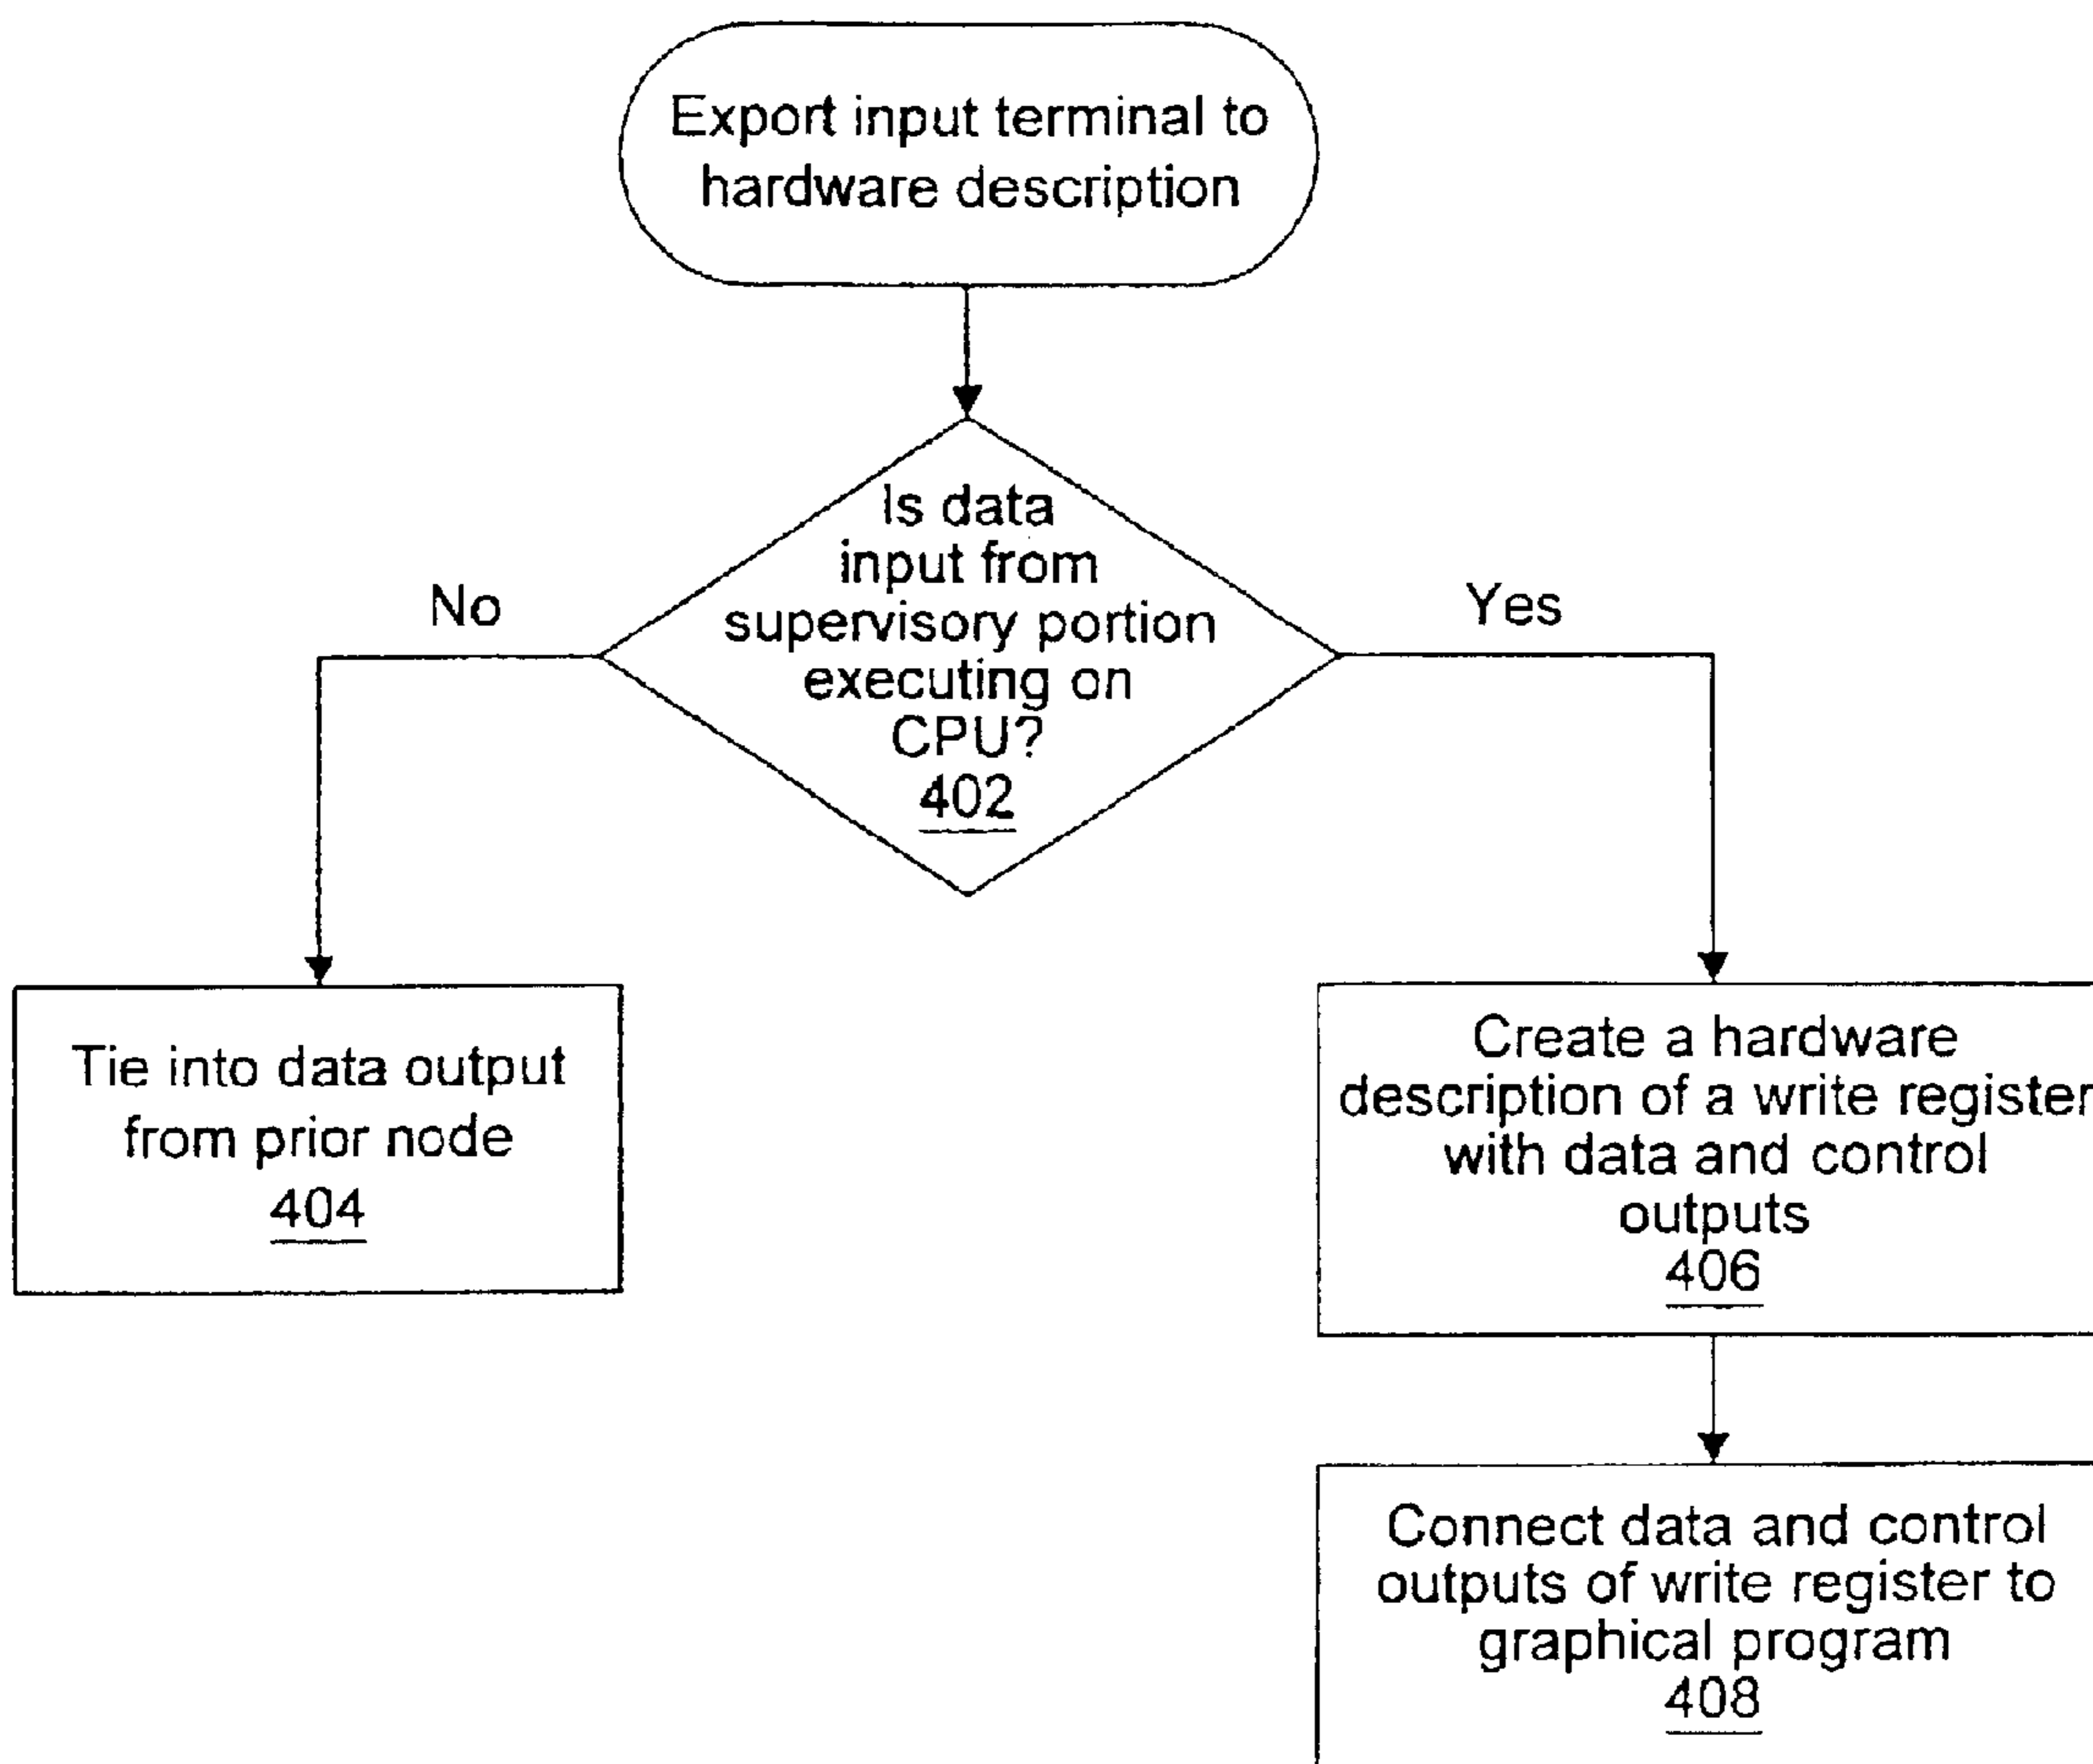 Export input terminal to
hardware description
Is data
input from
supervisory portion
executing on
CPU?
402
No
Yes
Tie into data output
from prior node
404
Create a hardware
description of a write register
with data and control
outputs
406
Connect data and control
outputs of write register to
graphical program
408